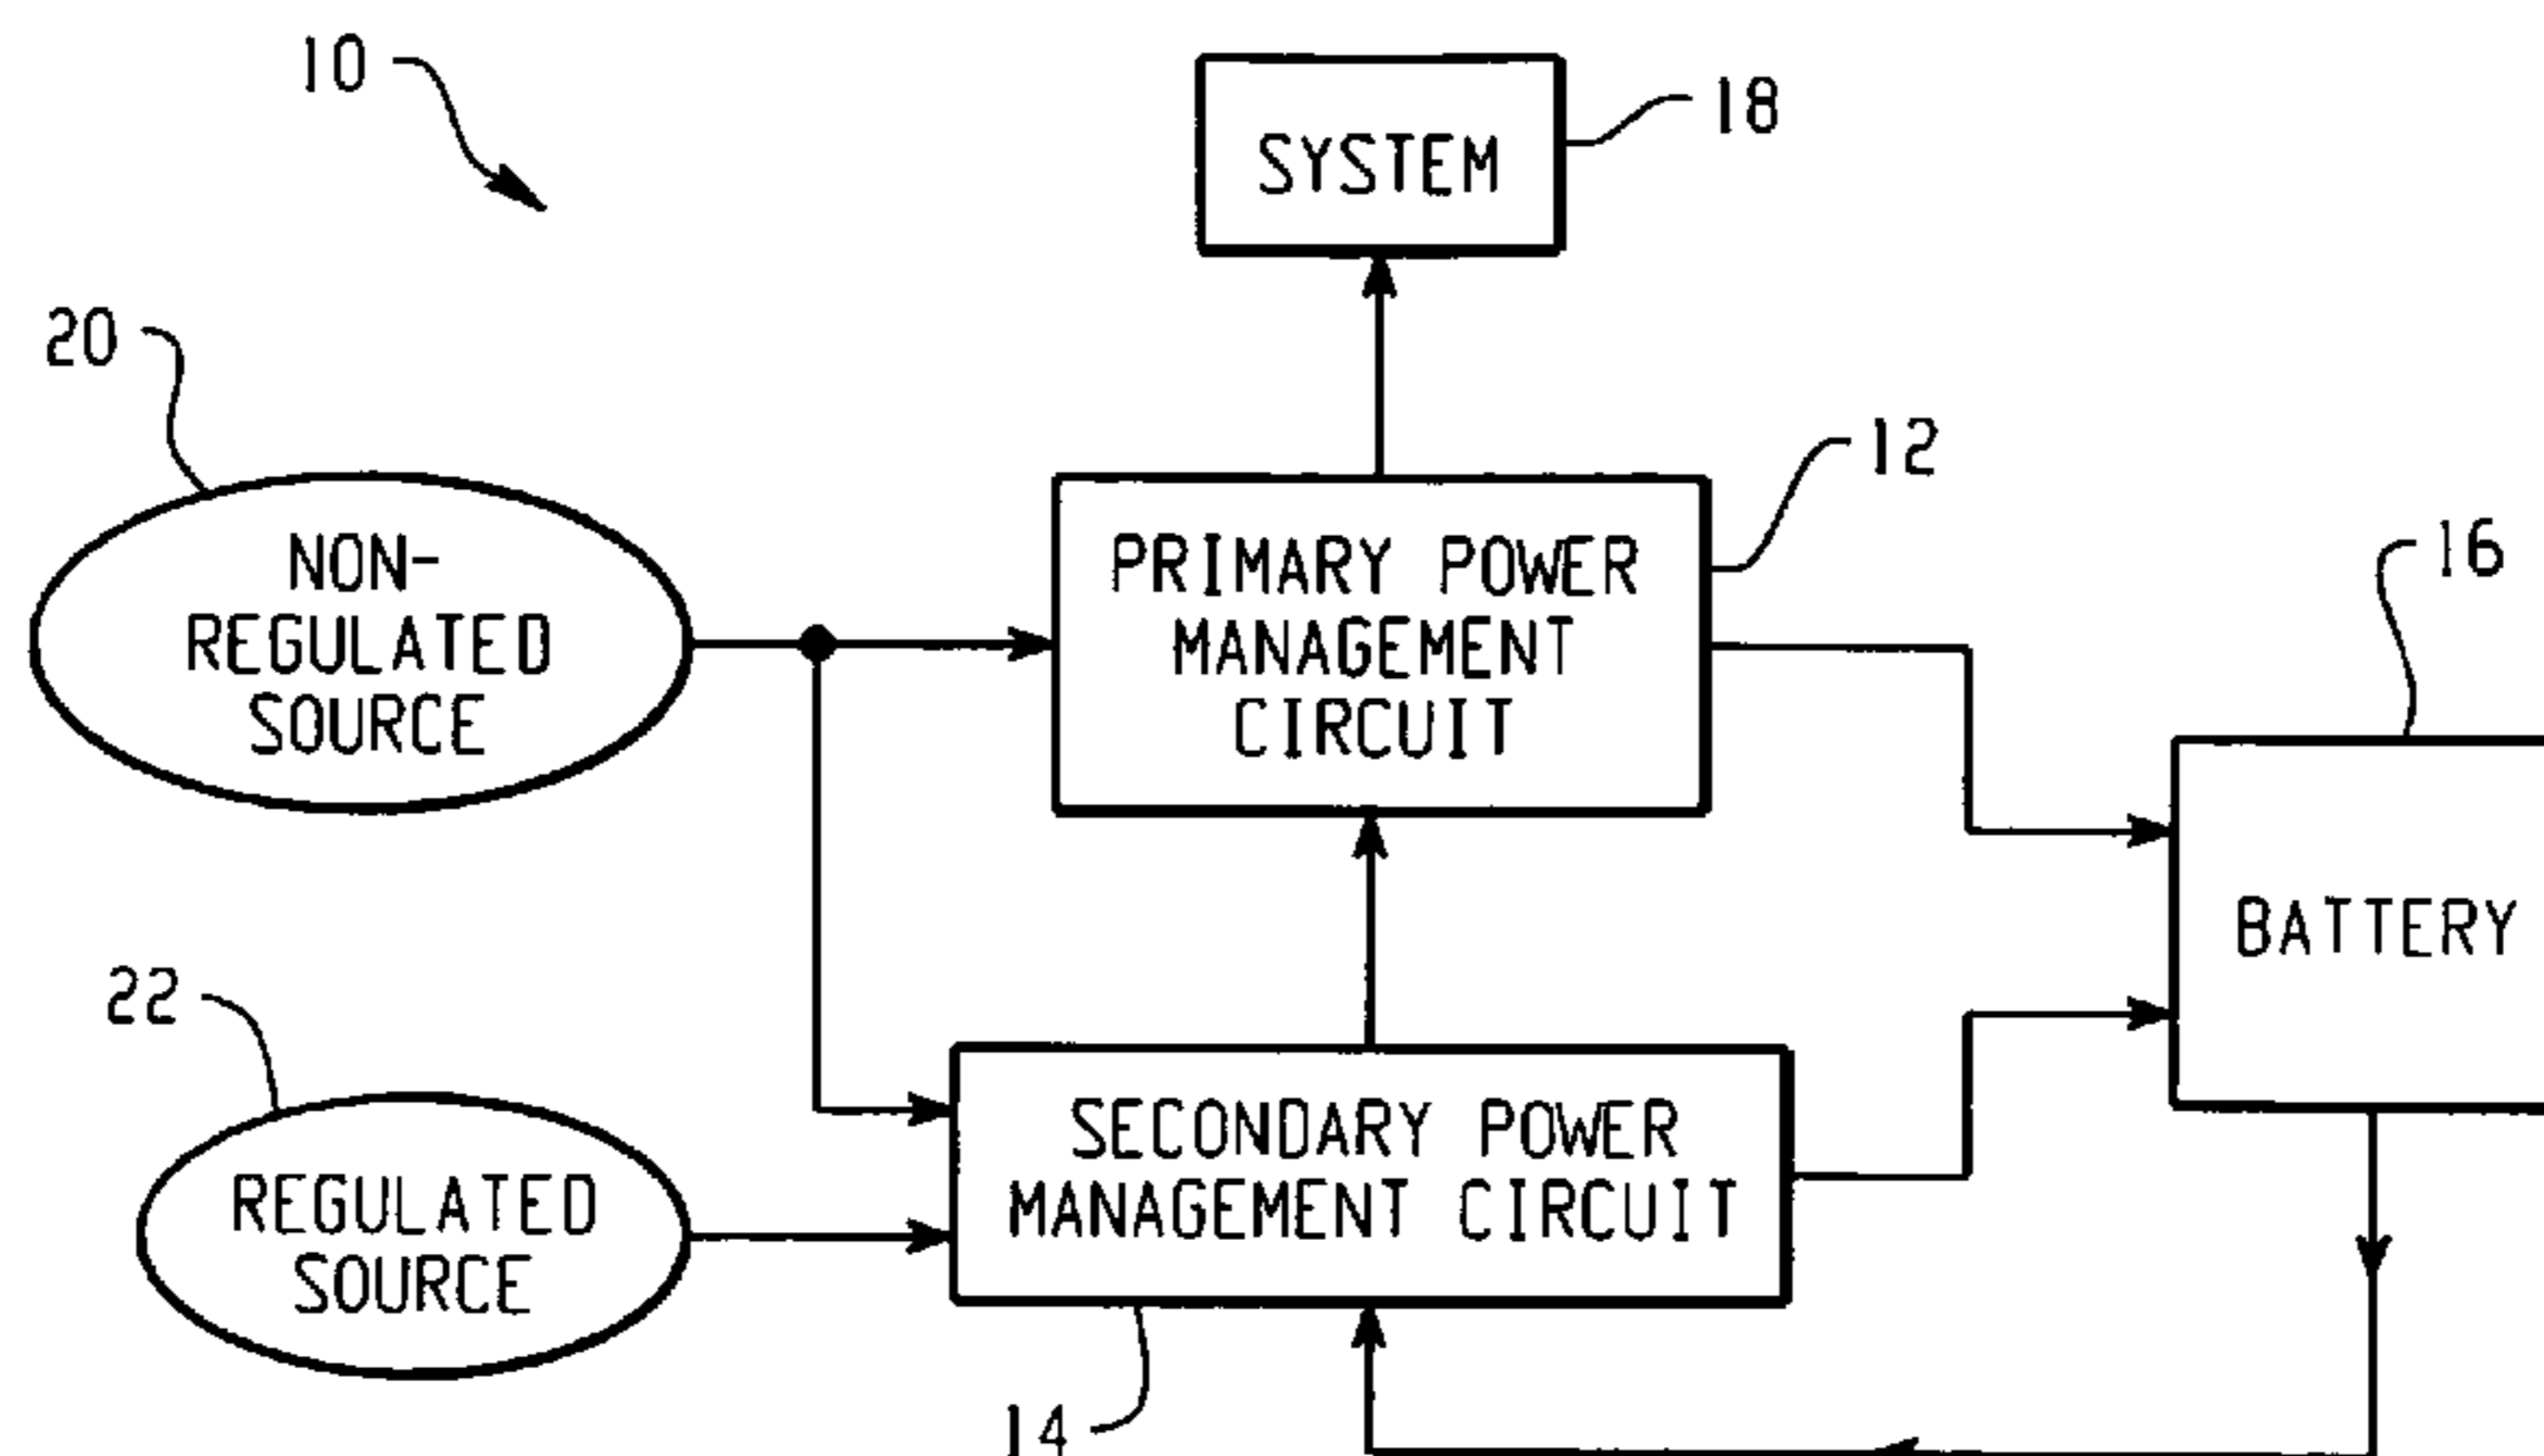 10
SYSTEM
18
20
12
NON-
REGULATED
SOURCE
PRIMARY POWER
MANAGEMENT
CIRCUIT
16
BATTERY
22
SECONDARY POWER
MANAGEMENT CIRCUIT
REGULATED
SOURCE
14